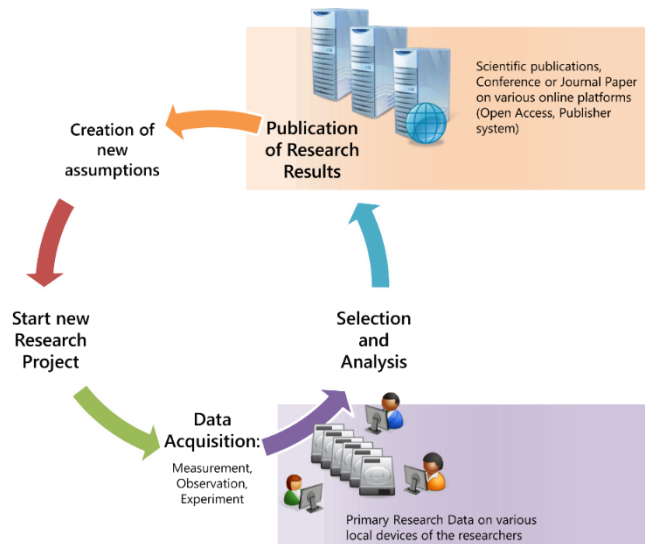 Scientific publications,
Conference or Journal Paper
on various online platforms
(Open Access, Publisher
system)
Publication
of Research
Results
Creation of
new
assumptions
Start new
Research
Project
Selection
and
Analysis
Data
Acquisition:
Measurement,
Observation,
Experiment
Primary Research Data on various
local devices of the researchers